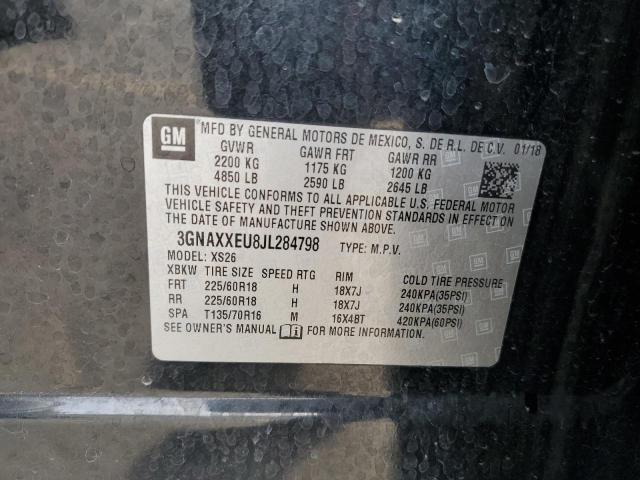 GM MFD BY GENERAL MOTORS DE MEXICO, S. DE R.L. DE C.V. 01/18
GVWR GAWR FRT GAWR RR
2200 KG 1175 KG 1200 KG
4850 LB 2590 LB 2645 LB
THIS VEHICLE CONFORMS TO ALL APPLICABLE U.S. FEDERAL MOTOR
VEHICLE SAFETY AND THEFT PREVENTION STANDARDS IN EFFECT ON
THE DATE OF MANUFACTURE SHOWN ABOVE.
3GNAXXEU8JL284798 TYPE: M.P.V.
MODEL: XS26
XBKW TIRE SIZE SPEED RTG RIM COLD TIRE PRESSURE
FRT 225/60R18 H 18X7J 240KPA(35PSI)
RR 225/60R18 H 18X7J 240KPA(35PSI)
SPA T135/70R16 M 16X4BT 420KPA(60PSI)
SEE OWNER'S MANUAL FOR MORE INFORMATION